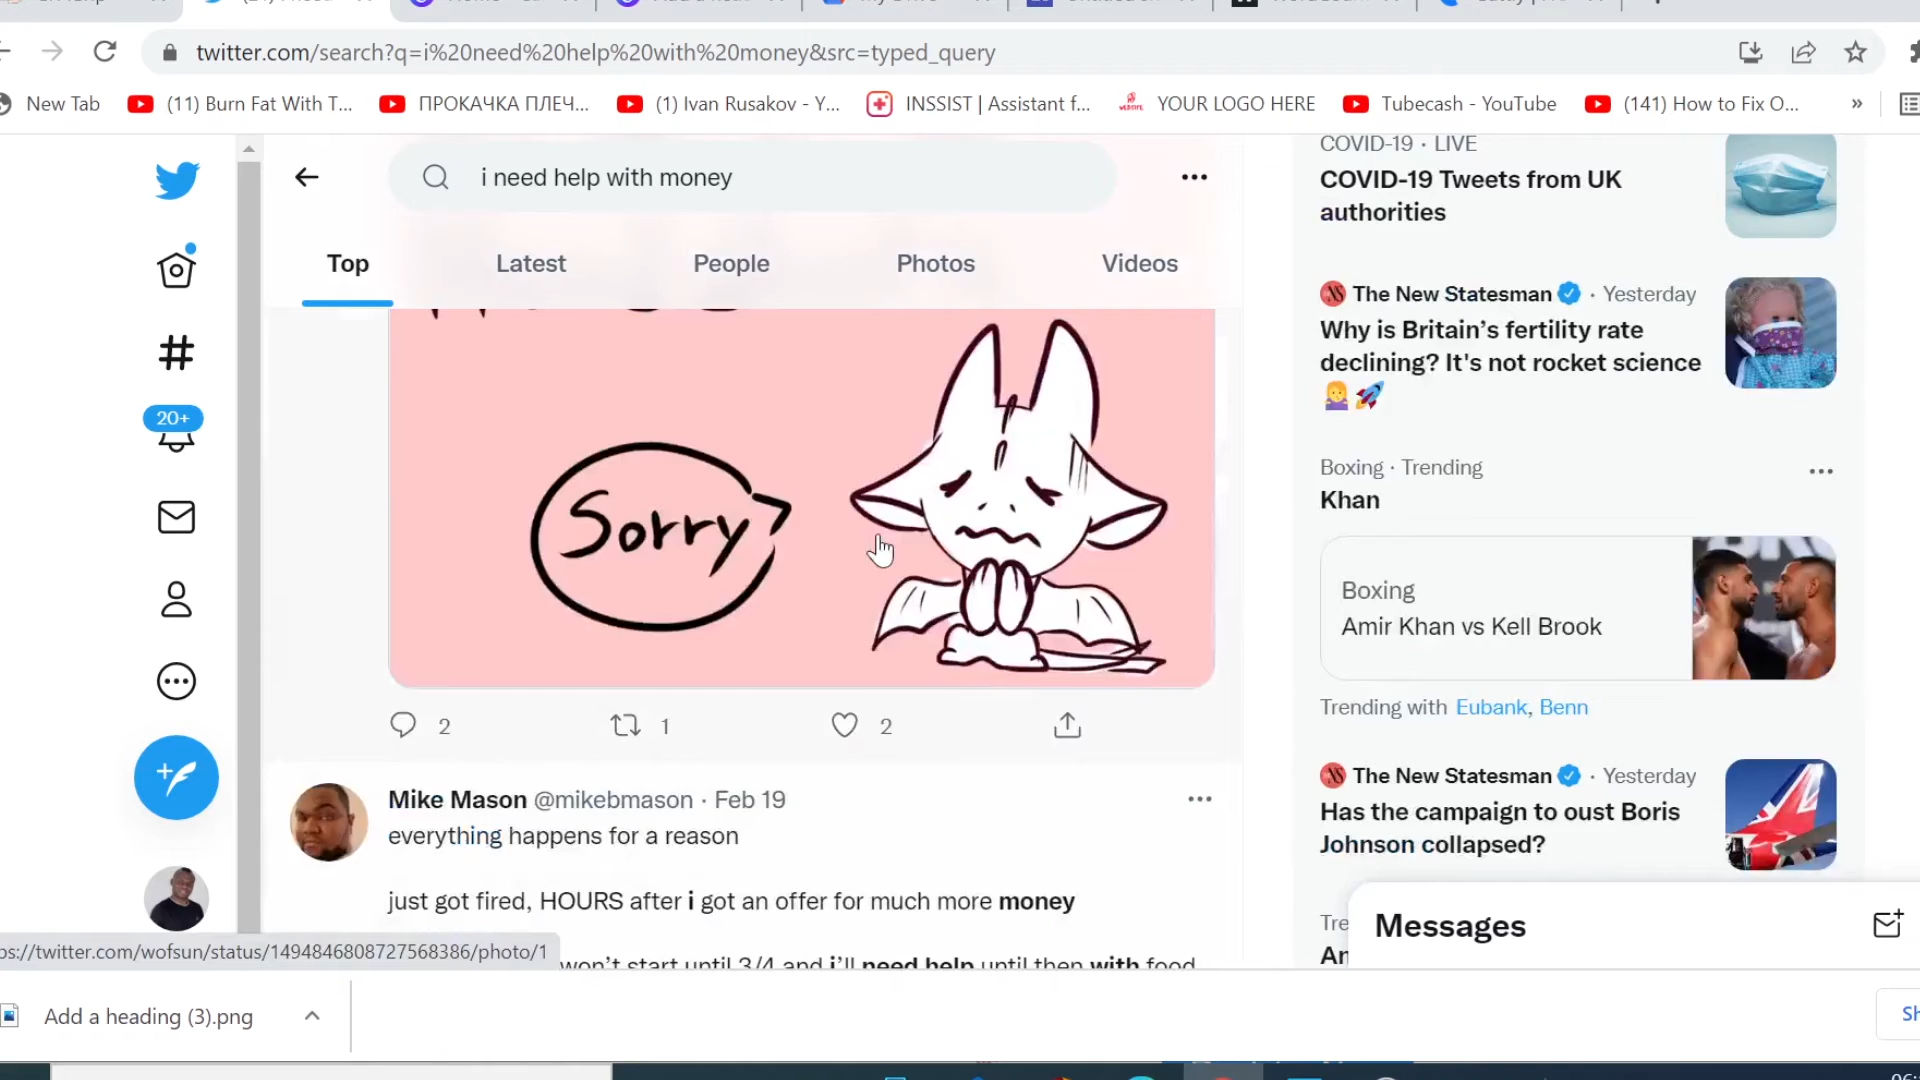 twitter.com/search?q=i%20need%20help%20with%20money&src=typed_query
New Tab
(11) Burn Fat With T...
ПРОКАЧКА ПЛЕЧ...
(1) Ivan Rusakov - Y...
INSSIST | Assistant f...
YOUR LOGO HERE
Tubecash - YouTube
(141) How to Fix O...
»
i need help with money
Top
Latest
People
Photos
Videos
20+
Sorry
2
1
2
Mike Mason @mikebmason · Feb 19
everything happens for a reason
just got fired, HOURS after i got an offer for much more money
won't start until 3/4 and i'll need help until then with food
COVID-19 · LIVE
COVID-19 Tweets from UK
authorities
The New Statesman · Yesterday
Why is Britain's fertility rate
declining? It's not rocket science
🤷‍♀️🚀
Boxing · Trending
Khan
Boxing
Amir Khan vs Kell Brook
Trending with Eubank, Benn
The New Statesman · Yesterday
Has the campaign to oust Boris
Johnson collapsed?
Tre
An
Messages
ps://twitter.com/wofsun/status/1494846808727568386/photo/1
Add a heading (3).png
Sh